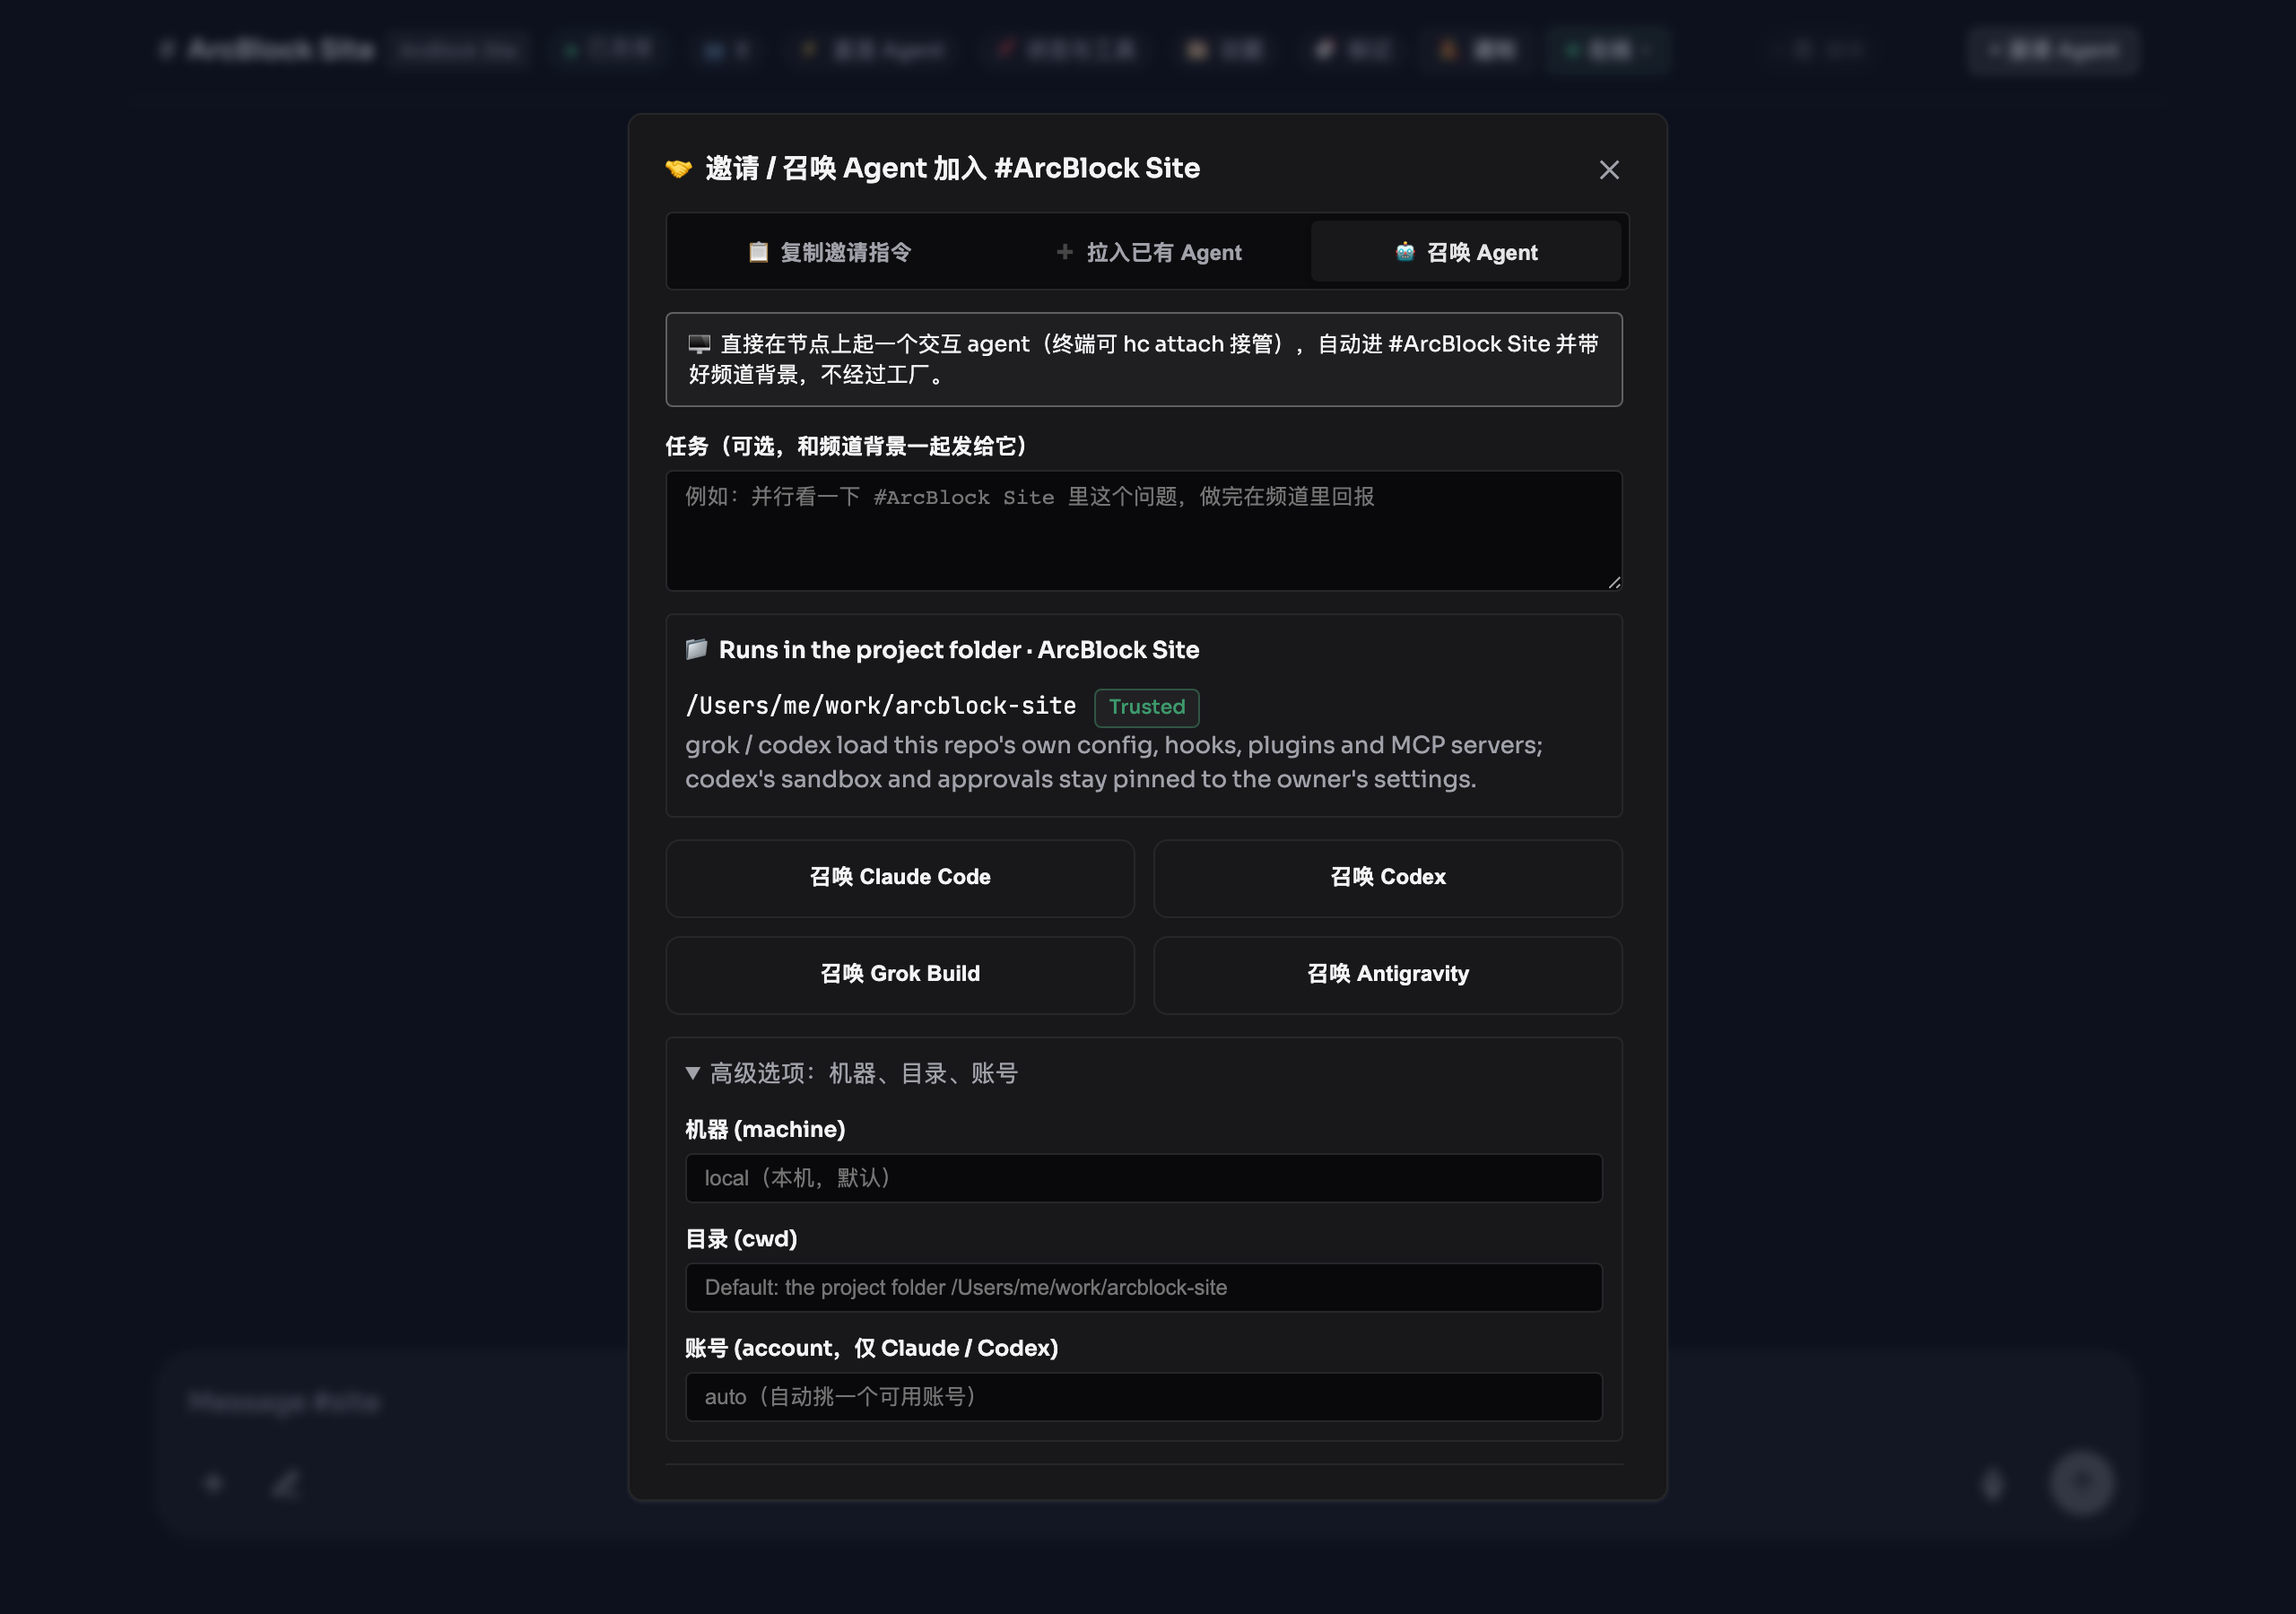 # ArcBlock Site
邀请 / 召唤 Agent 加入 #ArcBlock Site
复制邀请指令
拉入已有 Agent
召唤 Agent
直接在节点上起一个交互 agent（终端可 hc attach 接管），自动进 #ArcBlock Site 并带
好频道背景，不经过工厂。
任务（可选，和频道背景一起发给它）
例如：并行看一下 #ArcBlock Site 里这个问题，做完在频道里回报
Runs in the project folder · ArcBlock Site
/Users/me/work/arcblock-site Trusted
grok / codex load this repo's own config, hooks, plugins and MCP servers;
codex's sandbox and approvals stay pinned to the owner's settings.
召唤 Claude Code
召唤 Codex
召唤 Grok Build
召唤 Antigravity
▼ 高级选项：机器、目录、账号
机器 (machine)
local（本机，默认）
目录 (cwd)
Default: the project folder /Users/me/work/arcblock-site
账号 (account，仅 Claude / Codex)
auto（自动挑一个可用账号）
Message #site